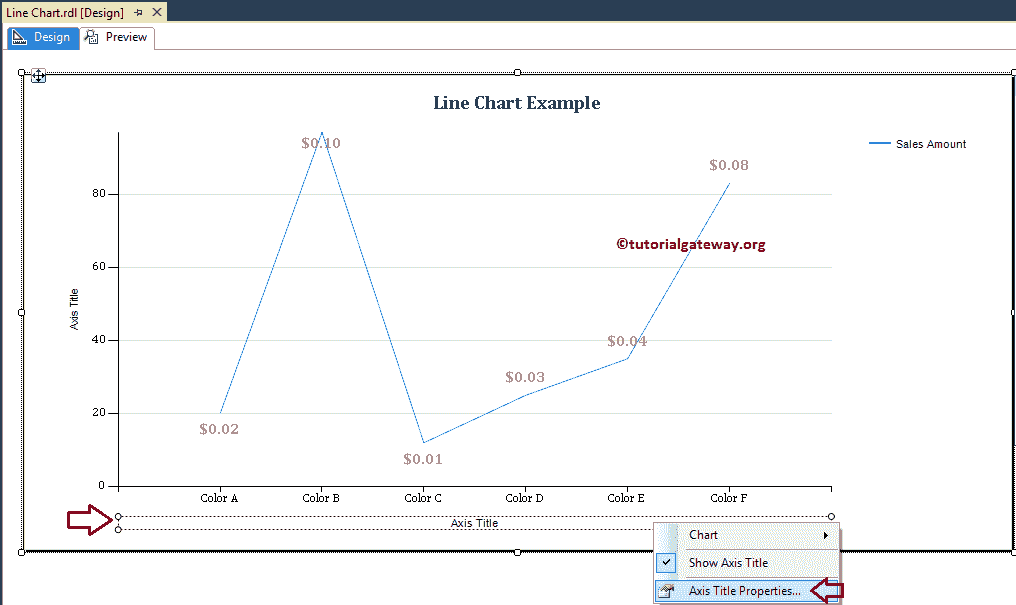 Line Chart.rdl [Design]
Design Preview
Line Chart Example
$0.10
Sales Amount
$0.08
80
©tutorialgateway.org
60
Axis Title
40
$0.04
$0.03
20
$0.02
$0.01
0
Color A Color B Color C Color D Color E Color F
Axis Title
Chart
Show Axis Title
Axis Title Properties...